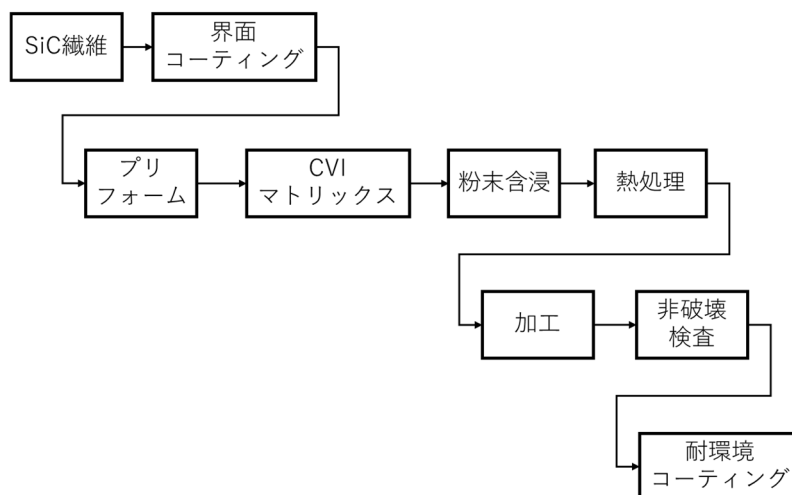 SiC繊維
界面
コーティング
プリ
フォーム
CVI
マトリックス
粉末含浸
熱処理
加工
非破壊
検査
耐環境
コーティング